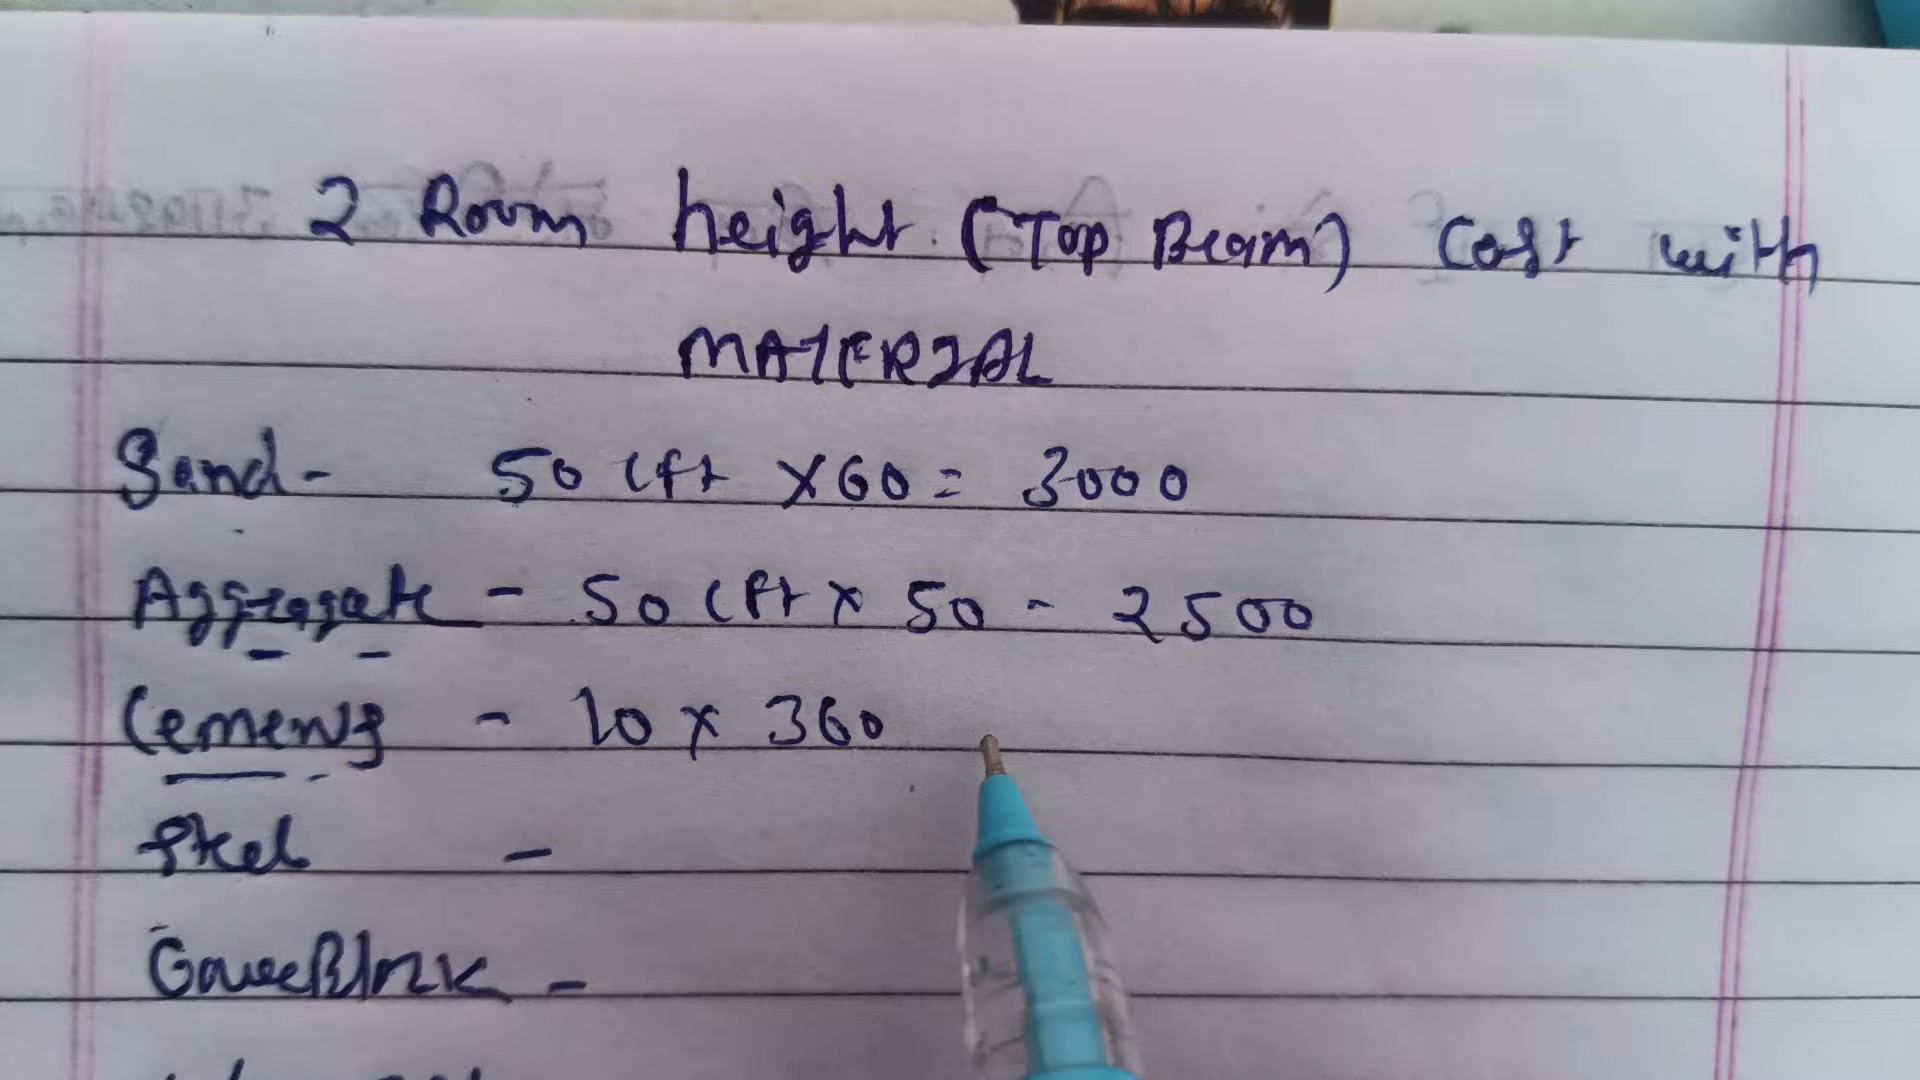 2 Room height (Top Beam) Cost with
MATERIAL
Sand - 50 Cft X60 = 3000
Aggregate - 50 Cft x 50 - 2500
Cement - 10 x 360
Steel -